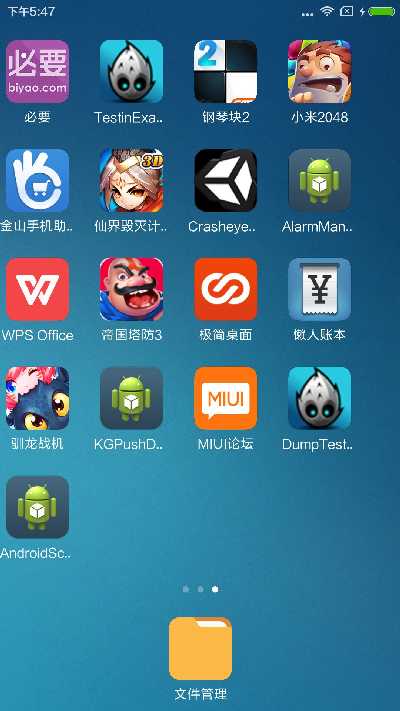 下午5:47
必要
biyao.com
2
3D
必要
TestinExa..
钢琴块2
小米2048
金山手机助..
仙界毁灭计..
Crasheye..
AlarmMan..
WPS Office
帝国塔防3
极简桌面
懒人账本
MIUI
驯龙战机
KGPushD..
MIUI论坛
DumpTest..
AndroidSc..
文件管理